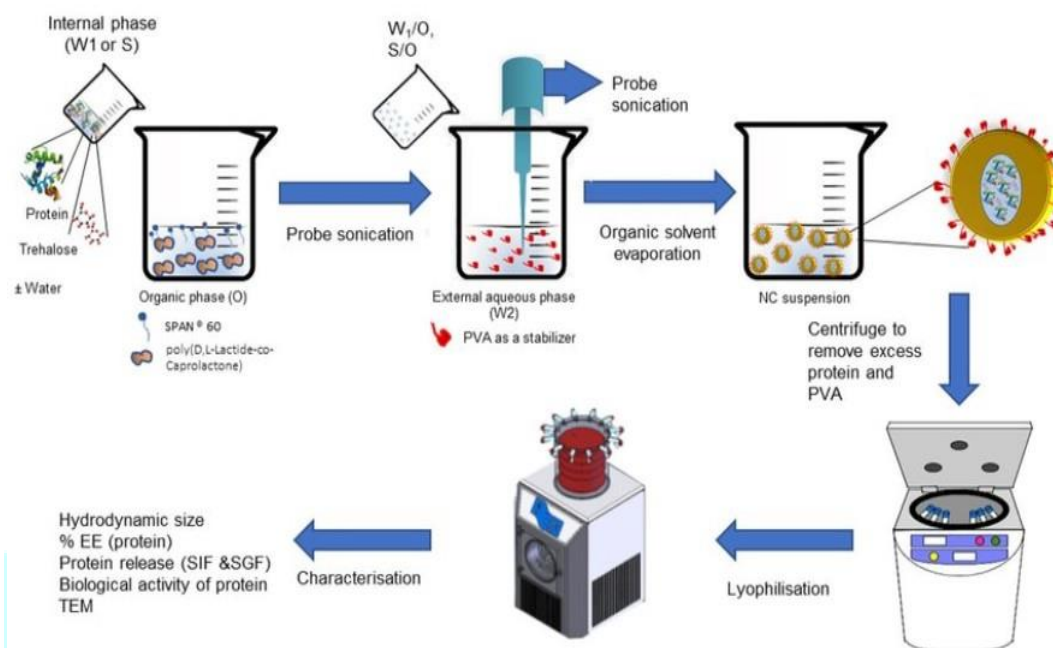 Internal phase
(W1 or S)
Protein
Trehalose
± Water
Organic phase (O)
SPAN® 60
poly(D,L-Lactide-co-
Caprolactone)
Probe sonication
W1/O,
S/O
Probe
sonication
External aqueous phase
(W2)
PVA as a stabilizer
Organic solvent
evaporation
NC suspension
Centrifuge to
remove excess
protein and
PVA
Lyophilisation
Characterisation
Hydrodynamic size
% EE (protein)
Protein release (SIF &SGF)
Biological activity of protein
TEM